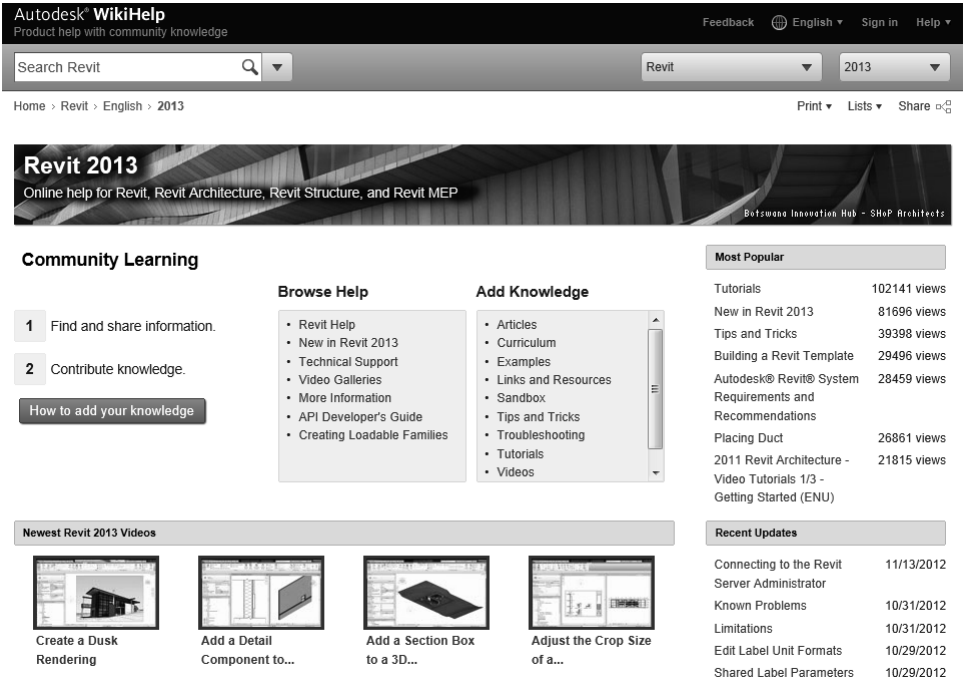 Autodesk® WikiHelp
Product help with community knowledge
Feedback English Sign in Help
Search Revit
Revit 2013
Home > Revit > English > 2013
Print Lists Share
Revit 2013
Online help for Revit, Revit Architecture, Revit Structure, and Revit MEP
Botswana Innovation Hub - SHoP Architects
Community Learning
1 Find and share information.
2 Contribute knowledge.
How to add your knowledge
Browse Help
• Revit Help
• New in Revit 2013
• Technical Support
• Video Galleries
• More Information
• API Developer's Guide
• Creating Loadable Families
Add Knowledge
• Articles
• Curriculum
• Examples
• Links and Resources
• Sandbox
• Tips and Tricks
• Troubleshooting
• Tutorials
• Videos
Most Popular
Tutorials 102141 views
New in Revit 2013 81696 views
Tips and Tricks 39398 views
Building a Revit Template 29496 views
Autodesk® Revit® System 28459 views
Requirements and
Recommendations
Placing Duct 26861 views
2011 Revit Architecture - 21815 views
Video Tutorials 1/3 -
Getting Started (ENU)
Newest Revit 2013 Videos
Create a Dusk
Rendering
Add a Detail
Component to...
Add a Section Box
to a 3D...
Adjust the Crop Size
of a...
Recent Updates
Connecting to the Revit 11/13/2012
Server Administrator
Known Problems 10/31/2012
Limitations 10/31/2012
Edit Label Unit Formats 10/29/2012
Shared Label Parameters 10/29/2012